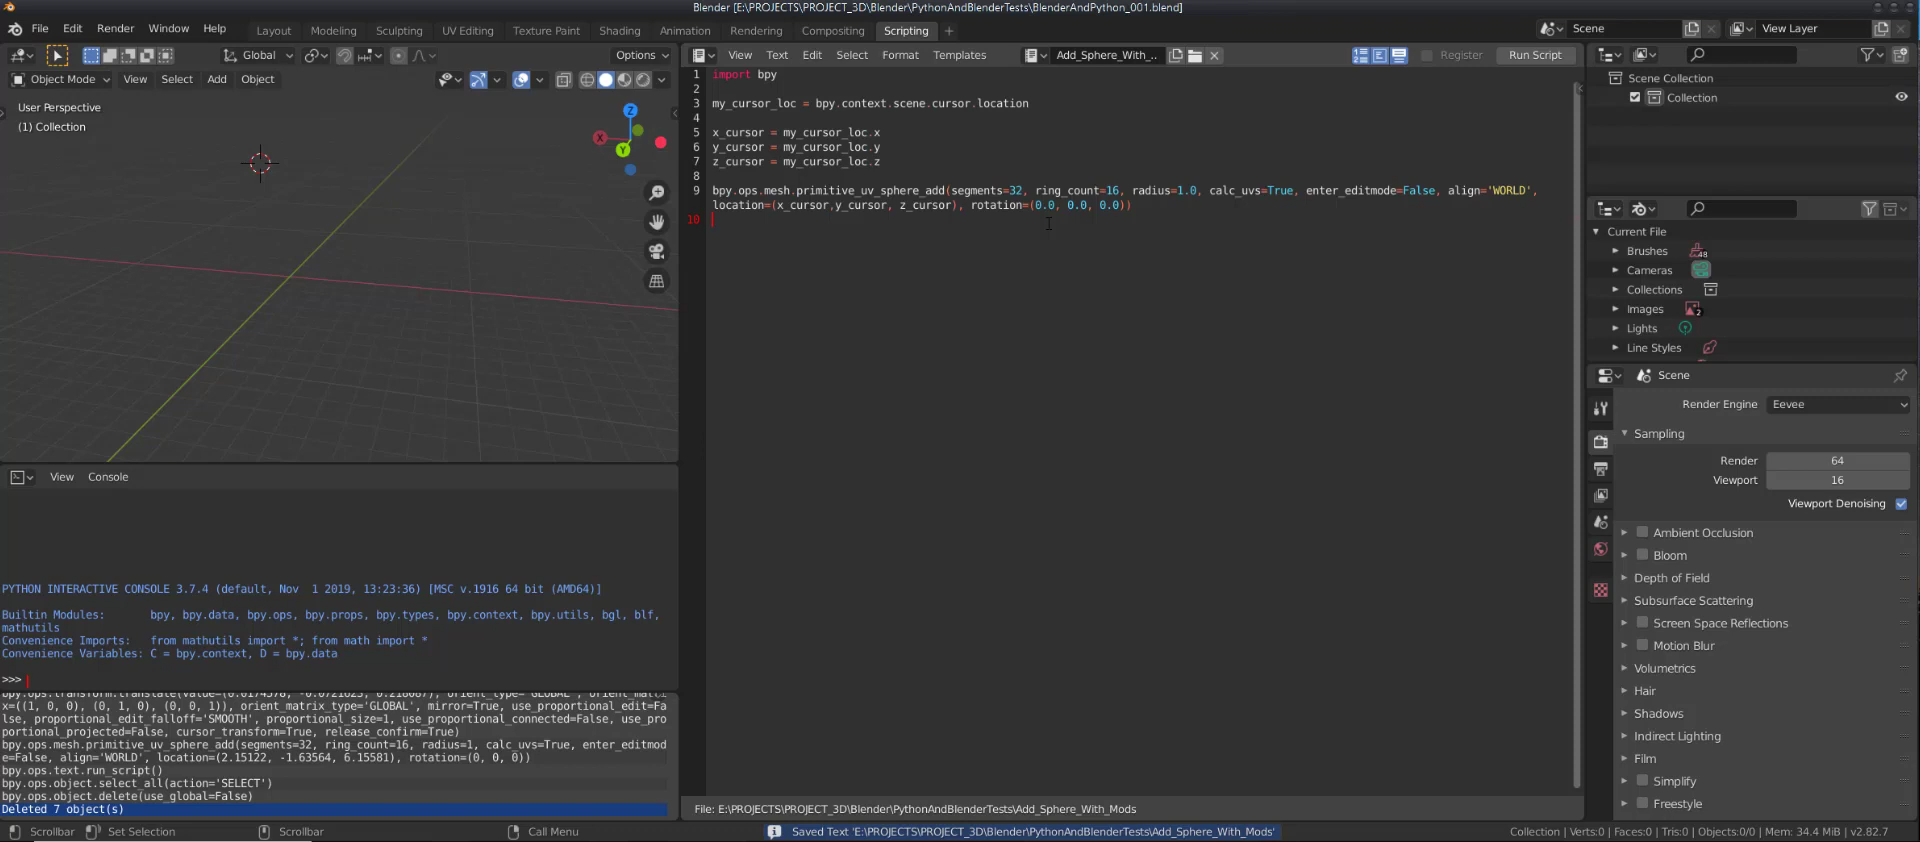 Blender [E:\PROJECTS\PROJECT_3D\Blender\PythonAndBlenderTests\BlenderAndPython_001.blend]
File Edit Render Window Help Layout Modeling Sculpting UV Editing Texture Paint Shading Animation Rendering Compositing Scripting + Scene View Layer
Global Options View Text Edit Select Format Templates Add_Sphere_With_.. Register Run Script
Object Mode View Select Add Object
User Perspective
(1) Collection
Z
X
Y
1 import bpy
2
3 my_cursor_loc = bpy.context.scene.cursor.location
4
5 x_cursor = my_cursor_loc.x
6 y_cursor = my_cursor_loc.y
7 z_cursor = my_cursor_loc.z
8
9 bpy.ops.mesh.primitive_uv_sphere_add(segments=32, ring_count=16, radius=1.0, calc_uvs=True, enter_editmode=False, align='WORLD',
location=(x_cursor,y_cursor, z_cursor), rotation=(0.0, 0.0, 0.0))
10
Scene Collection
Collection
Current File
Brushes 48
Cameras
Collections
Images 2
Lights
Line Styles
Scene
Render Engine Eevee
Sampling
Render 64
Viewport 16
Viewport Denoising
Ambient Occlusion
Bloom
Depth of Field
Subsurface Scattering
Screen Space Reflections
Motion Blur
Volumetrics
Hair
Shadows
Indirect Lighting
Film
Simplify
Freestyle
View Console
PYTHON INTERACTIVE CONSOLE 3.7.4 (default, Nov  1 2019, 13:23:36) [MSC v.1916 64 bit (AMD64)]
Builtin Modules: bpy, bpy.data, bpy.ops, bpy.props, bpy.types, bpy.context, bpy.utils, bgl, blf,
mathutils
Convenience Imports: from mathutils import *; from math import *
Convenience Variables: C = bpy.context, D = bpy.data
>>>
bpy.ops.transform.translate(value=(0.0174378, -0.0721023, 0.218087), orient_type='GLOBAL', orient_matri
x=((1, 0, 0), (0, 1, 0), (0, 0, 1)), orient_matrix_type='GLOBAL', mirror=True, use_proportional_edit=Fa
lse, proportional_edit_falloff='SMOOTH', proportional_size=1, use_proportional_connected=False, use_pro
portional_projected=False, cursor_transform=True, release_confirm=True)
bpy.ops.mesh.primitive_uv_sphere_add(segments=32, ring_count=16, radius=1, calc_uvs=True, enter_editmod
e=False, align='WORLD', location=(2.15122, -1.63564, 6.15581), rotation=(0, 0, 0))
bpy.ops.text.run_script()
bpy.ops.object.select_all(action='SELECT')
bpy.ops.object.delete(use_global=False)
Deleted 7 object(s)
File: E:\PROJECTS\PROJECT_3D\Blender\PythonAndBlenderTests\Add_Sphere_With_Mods
Scrollbar Set Selection Scrollbar Call Menu Saved Text 'E:\PROJECTS\PROJECT_3D\Blender\PythonAndBlenderTests\Add_Sphere_With_Mods' Collection | Verts:0 | Faces:0 | Tris:0 | Objects:0/0 | Mem: 34.4 MiB | v2.82.7